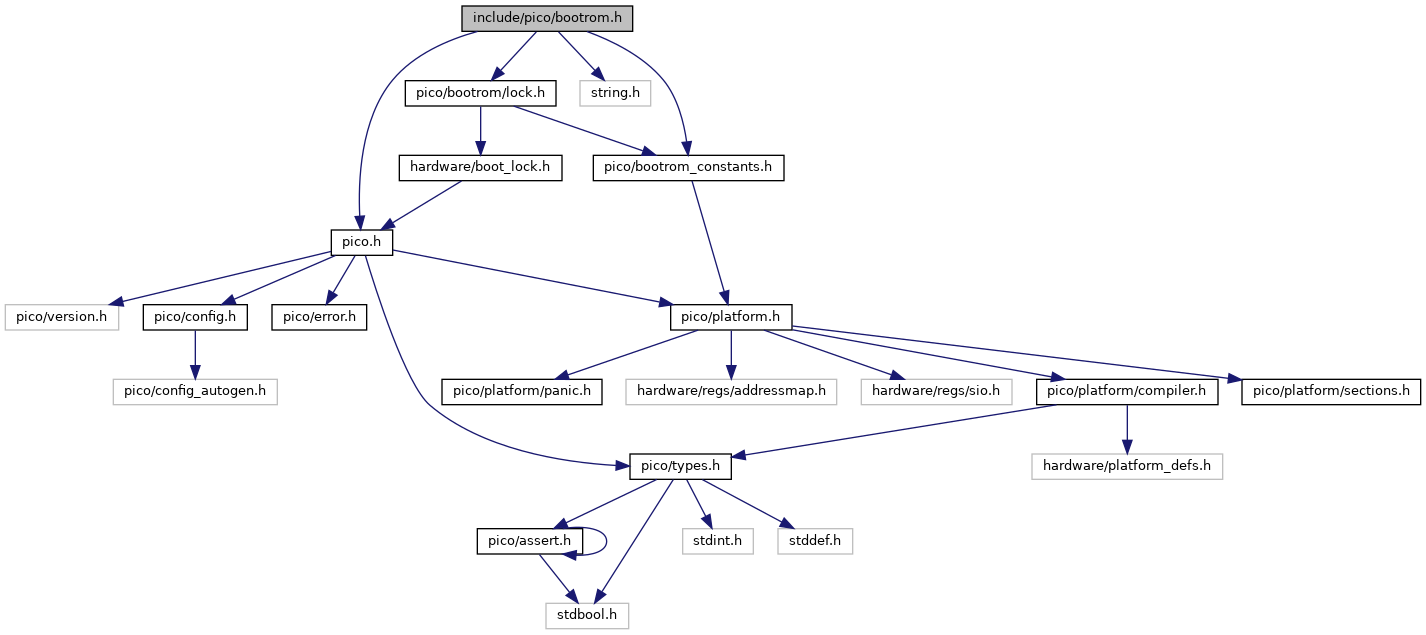 include/pico/bootrom.h
pico/bootrom/lock.h
string.h
hardware/boot_lock.h
pico/bootrom_constants.h
pico.h
pico/version.h
pico/config.h
pico/error.h
pico/platform.h
pico/config_autogen.h
pico/platform/panic.h
hardware/regs/addressmap.h
hardware/regs/sio.h
pico/platform/compiler.h
pico/platform/sections.h
pico/types.h
hardware/platform_defs.h
pico/assert.h
stdint.h
stddef.h
stdbool.h